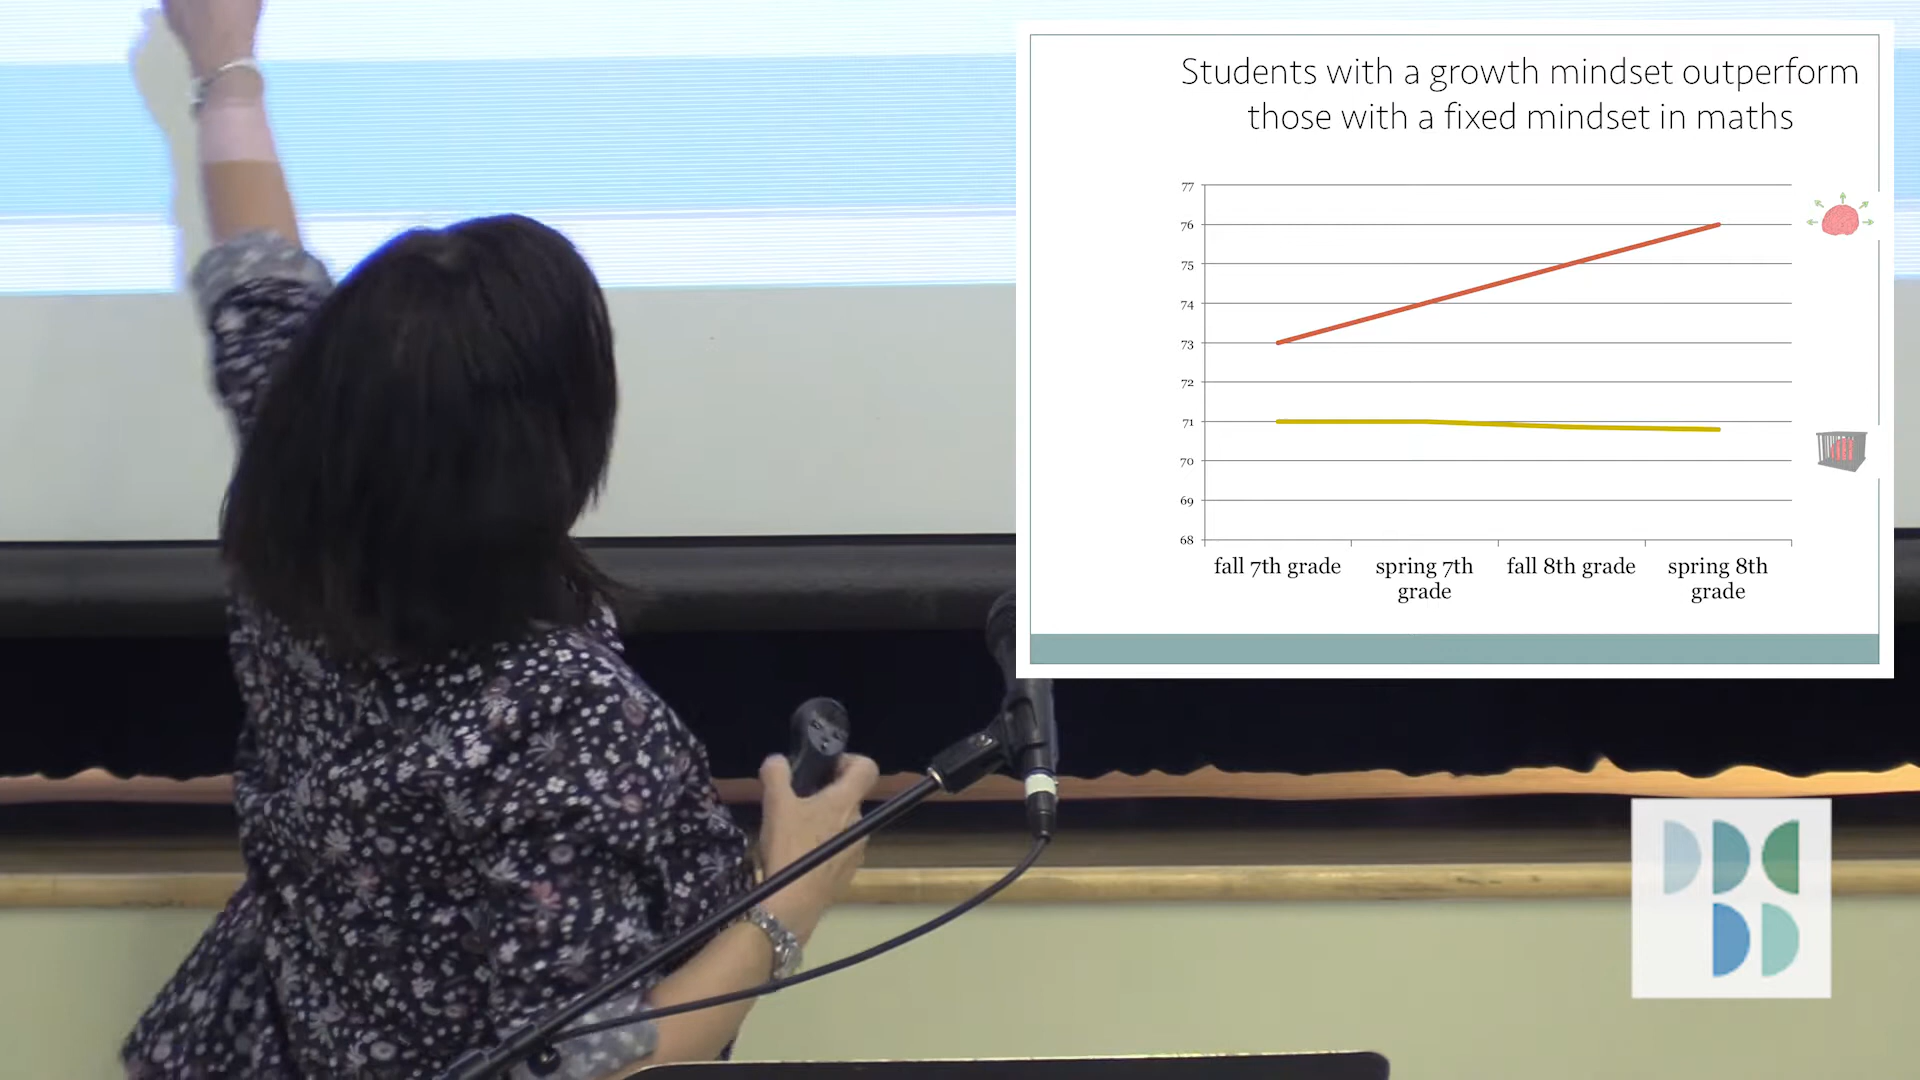 Students with a growth mindset outperform
those with a fixed mindset in maths
77
76
75
74
73
72
71
70
69
68
fall 7th grade
spring 7th
grade
fall 8th grade
spring 8th
grade